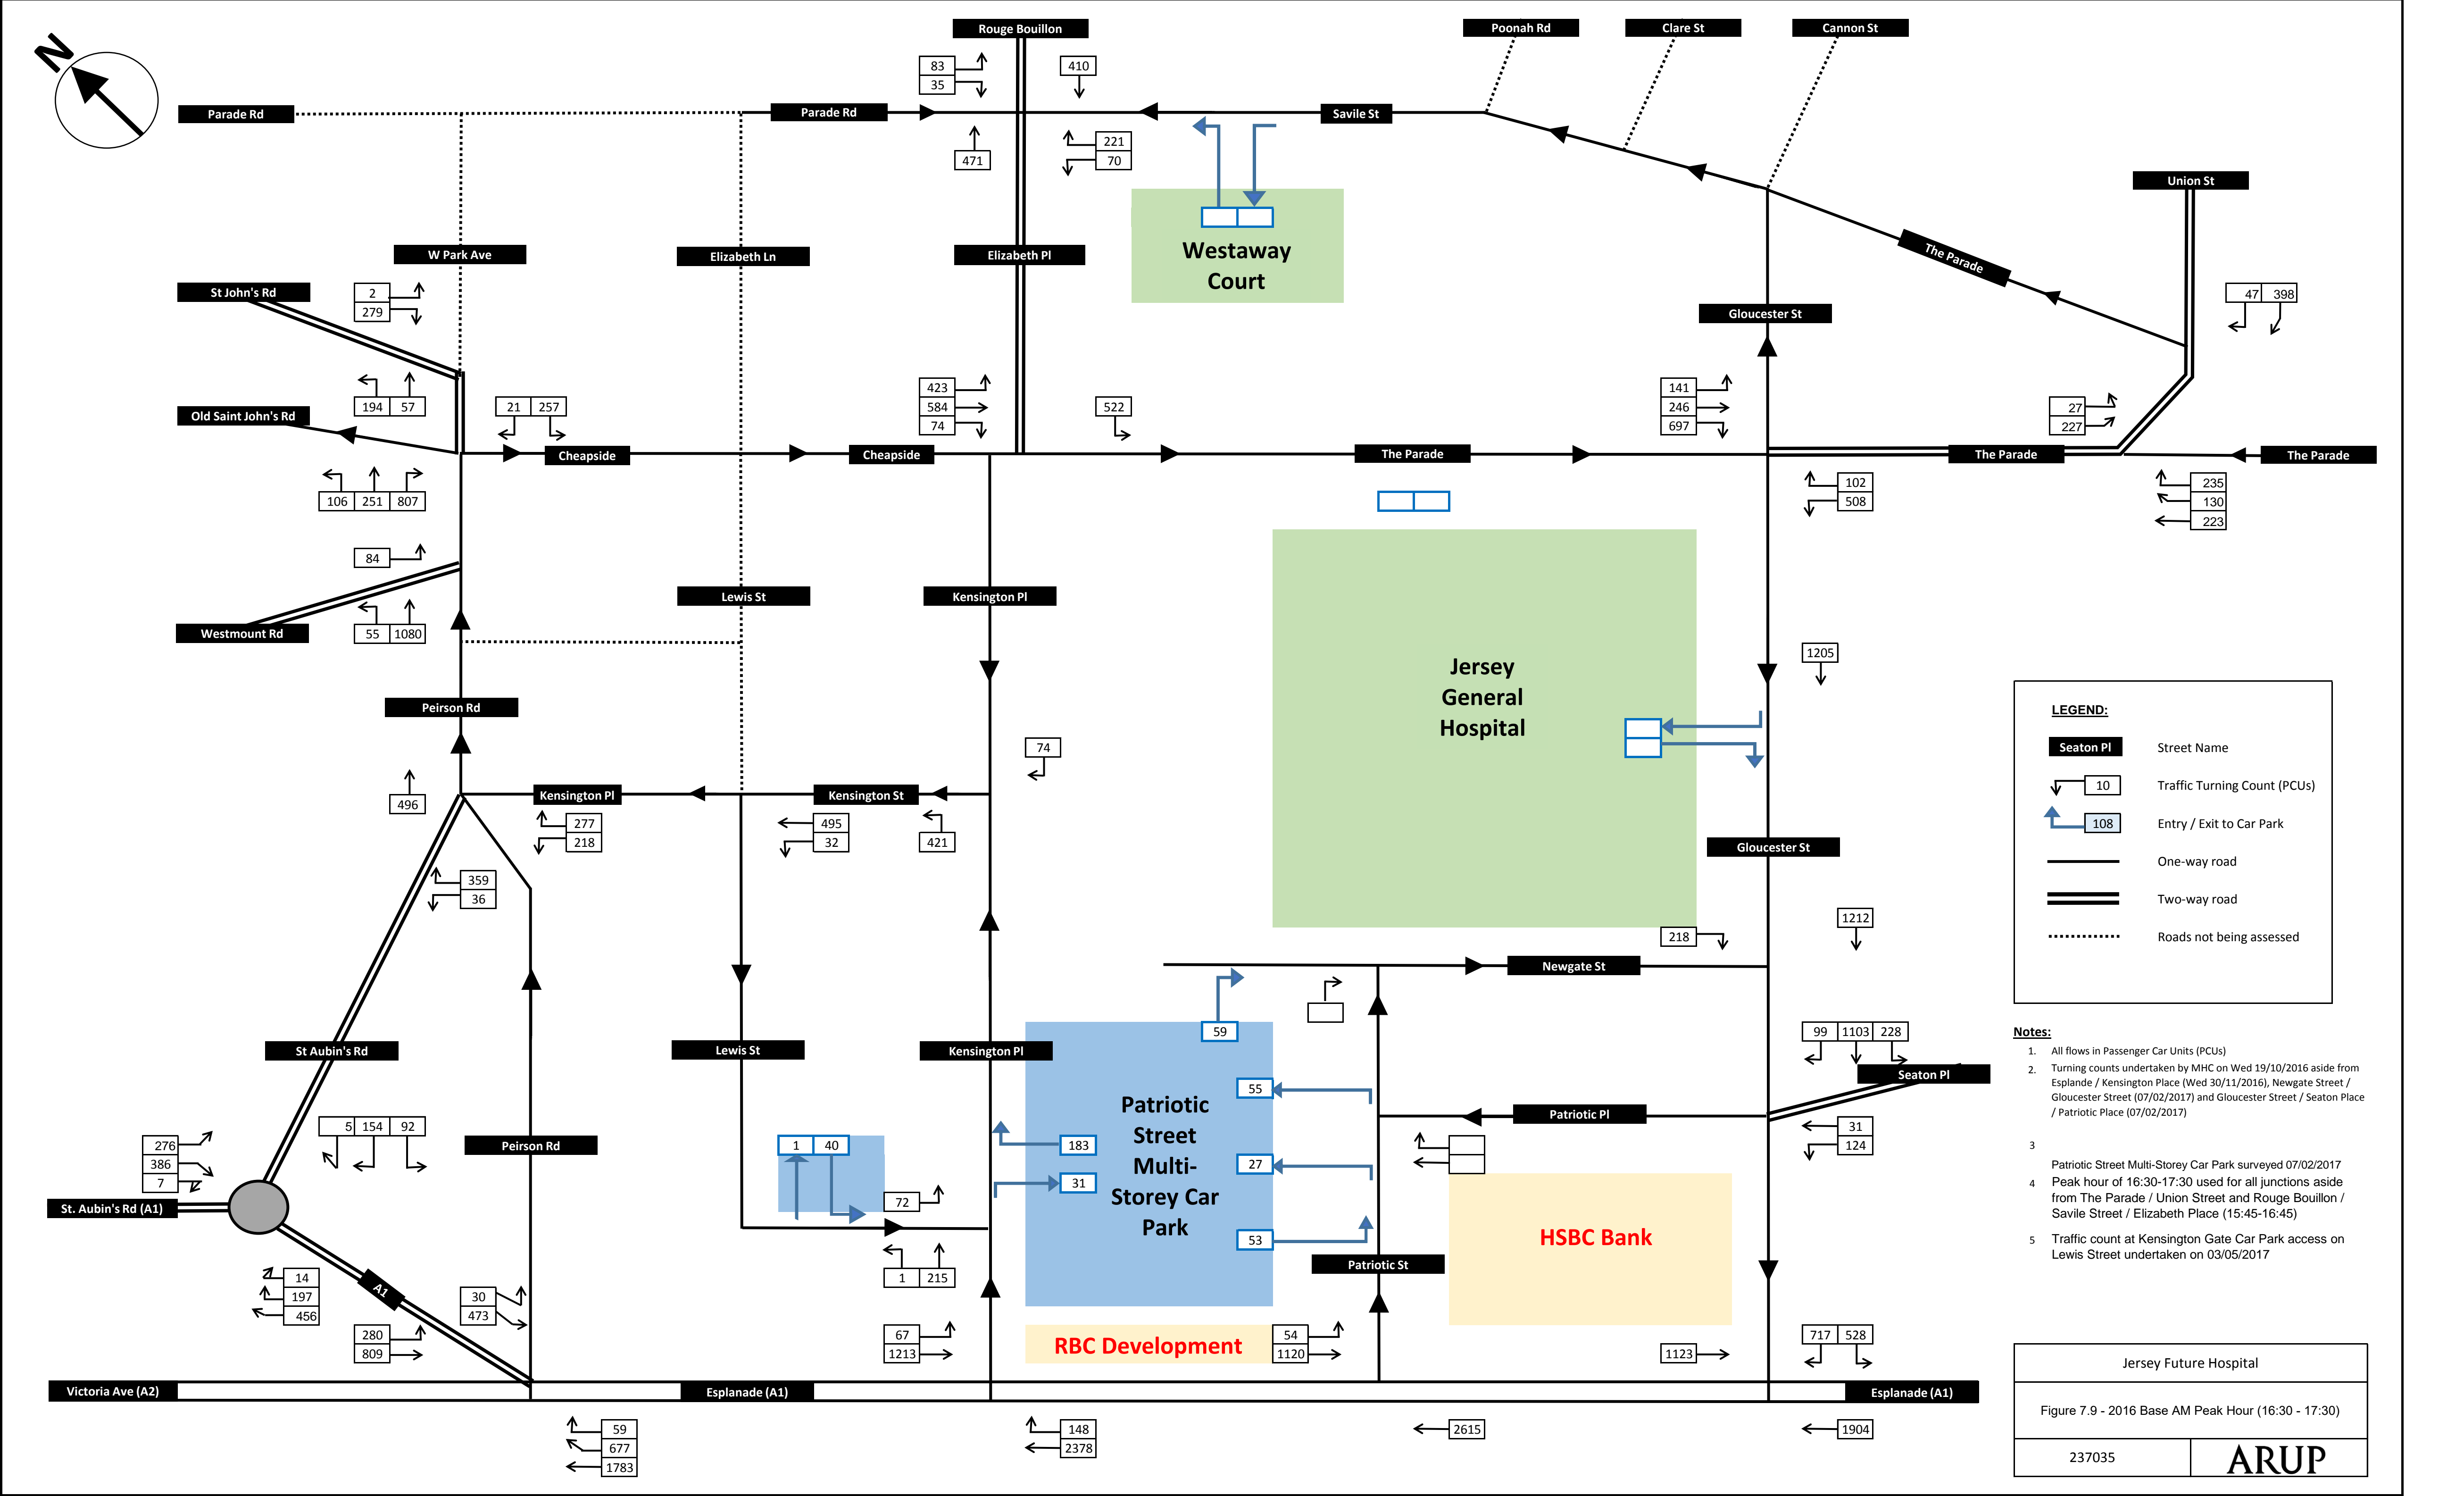 Rouge Bouillon
Poonah Rd
Clare St
Cannon St
N
83
35
410
Parade Rd
Parade Rd
Savile St
471
221
70
Union St
Westaway
Court
W Park Ave
Elizabeth Ln
Elizabeth Pl
The Parade
St John's Rd
2
279
47 398
Gloucester St
194 57
21 257
423
584
74
522
141
246
697
27
227
Old Saint John's Rd
Cheapside
Cheapside
The Parade
The Parade
The Parade
106 251 807
102
508
235
130
223
84
Lewis St
Kensington Pl
Westmount Rd
55 1080
1205
Jersey
General
Hospital
Peirson Rd
74
496
Kensington Pl
Kensington St
277
218
495
32
421
Gloucester St
359
36
218
1212
Newgate St
59
99 1103 228
St Aubin's Rd
Lewis St
Kensington Pl
Seaton Pl
55
Patriotic
Street
Multi-
Storey Car
Park
Patriotic Pl
5 154 92
276
386
7
Peirson Rd
1 40
183
27
31
31
124
72
St. Aubin's Rd (A1)
53
HSBC Bank
Patriotic St
1 215
14
197
456
A1
30
473
280
809
67
1213
RBC Development
54
1120
1123
717 528
Victoria Ave (A2)
Esplanade (A1)
Esplanade (A1)
59
677
1783
148
2378
2615
1904
LEGEND:
Seaton Pl Street Name
10 Traffic Turning Count (PCUs)
108 Entry / Exit to Car Park
One-way road
Two-way road
Roads not being assessed
Notes:
1. All flows in Passenger Car Units (PCUs)
2. Turning counts undertaken by MHC on Wed 19/10/2016 aside from
Esplande / Kensington Place (Wed 30/11/2016), Newgate Street /
Gloucester Street (07/02/2017) and Gloucester Street / Seaton Place
/ Patriotic Place (07/02/2017)
3
Patriotic Street Multi-Storey Car Park surveyed 07/02/2017
4 Peak hour of 16:30-17:30 used for all junctions aside
from The Parade / Union Street and Rouge Bouillon /
Savile Street / Elizabeth Place (15:45-16:45)
5 Traffic count at Kensington Gate Car Park access on
Lewis Street undertaken on 03/05/2017
Jersey Future Hospital
Figure 7.9 - 2016 Base AM Peak Hour (16:30 - 17:30)
237035
ARUP